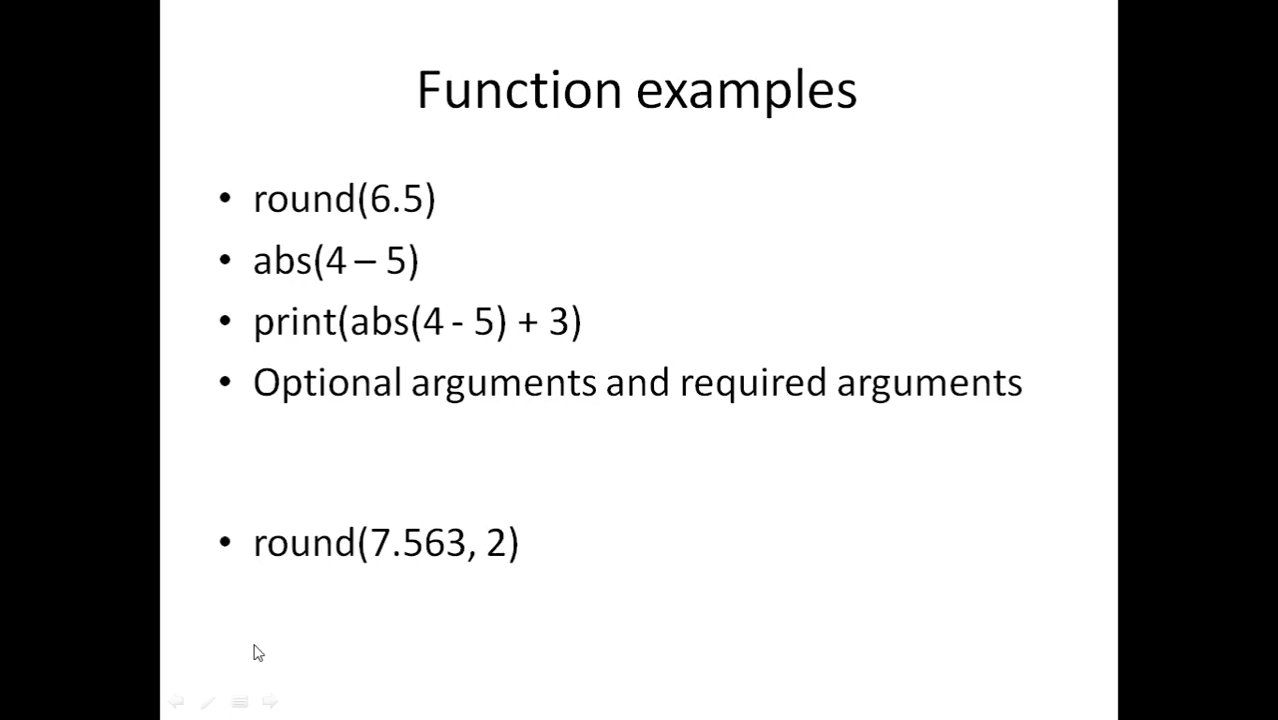 Function examples
• round(6.5)
• abs(4 – 5)
• print(abs(4 - 5) + 3)
• Optional arguments and required arguments
• round(7.563, 2)